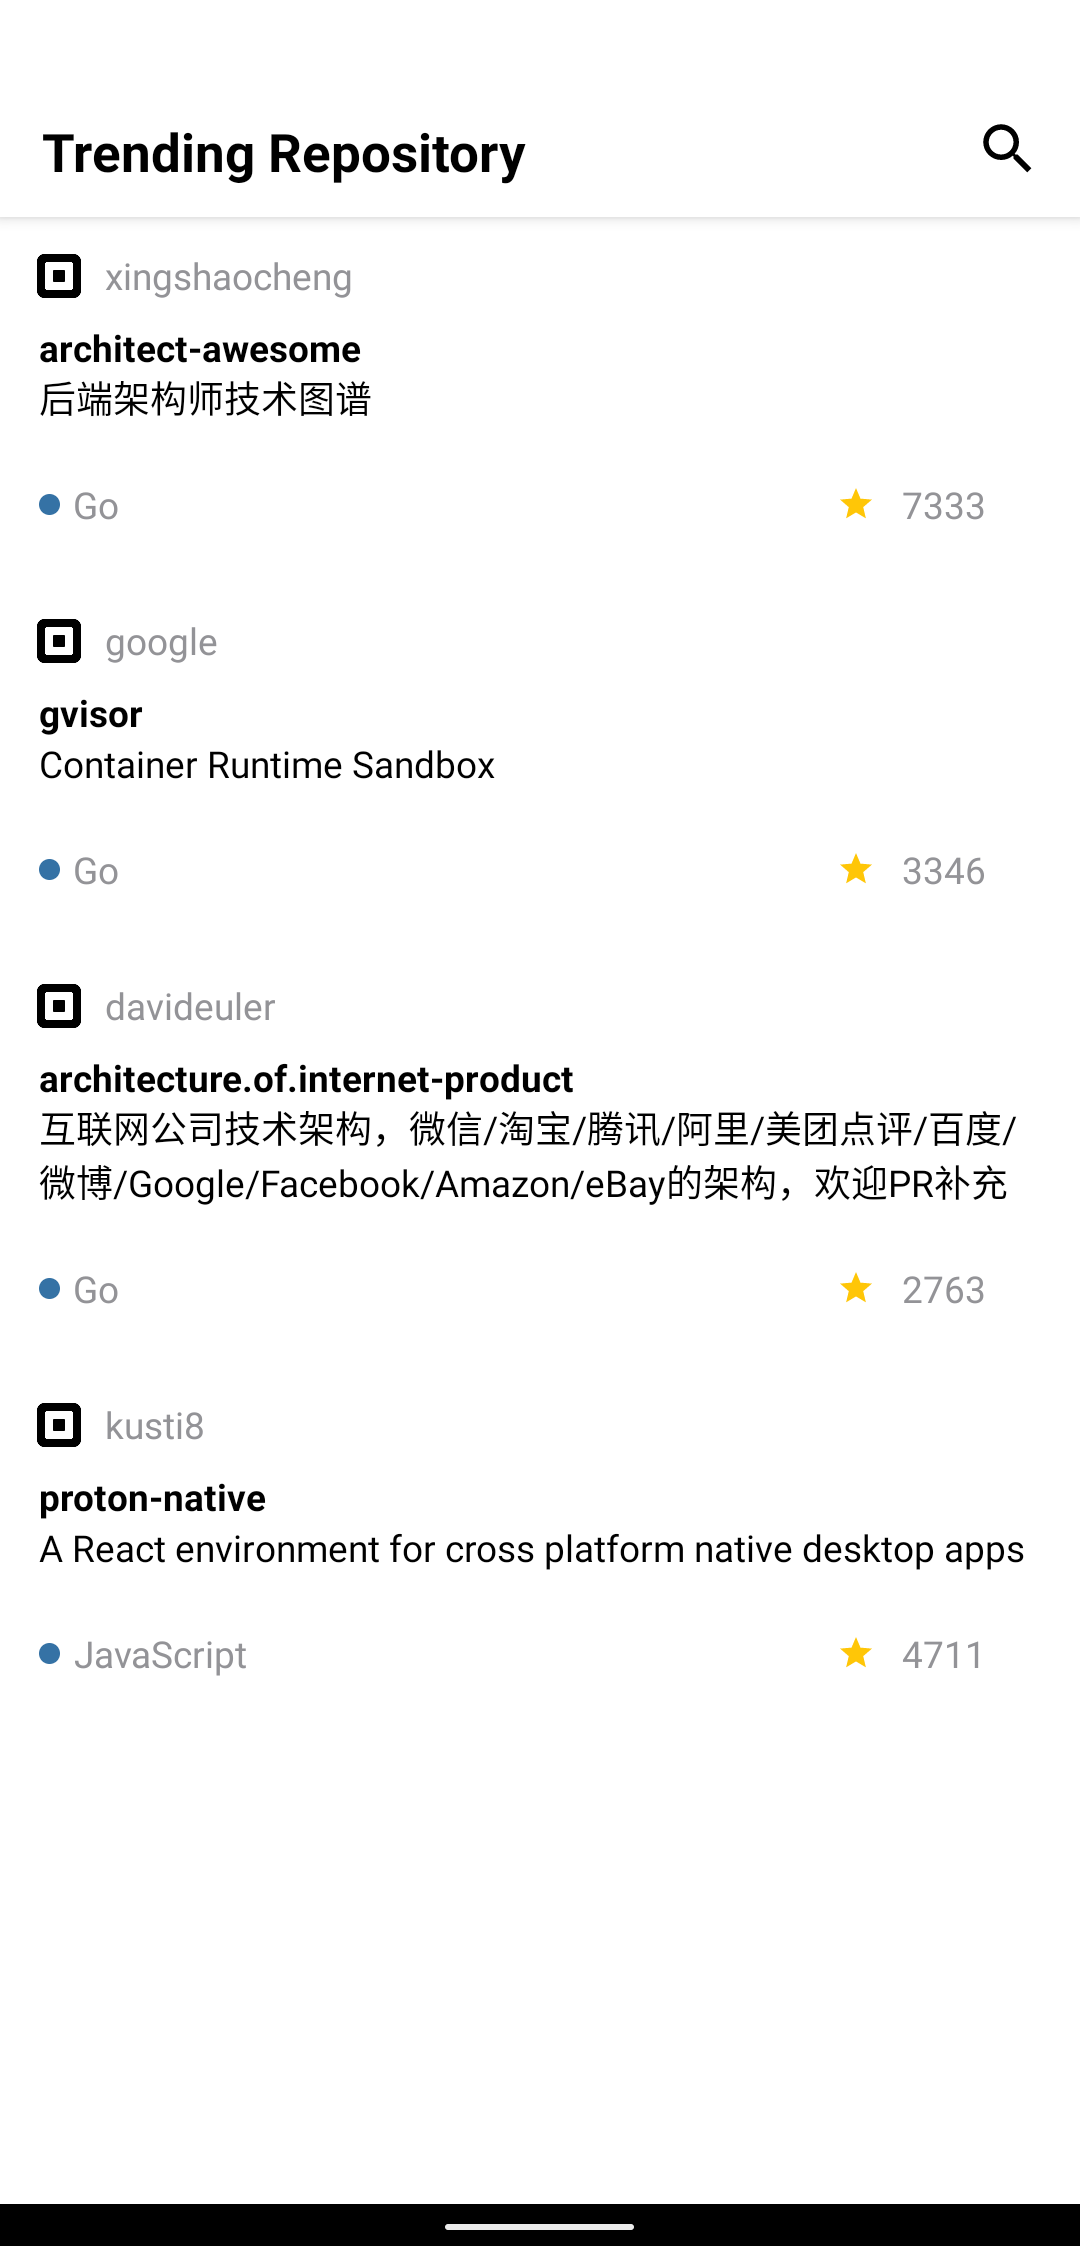 Trending Repository
xingshaocheng
architect-awesome
后端架构师技术图谱
Go 7333
google
gvisor
Container Runtime Sandbox
Go 3346
davideuler
architecture.of.internet-product
互联网公司技术架构，微信/淘宝/腾讯/阿里/美团点评/百度/
微博/Google/Facebook/Amazon/eBay的架构，欢迎PR补充
Go 2763
kusti8
proton-native
A React environment for cross platform native desktop apps
JavaScript 4711